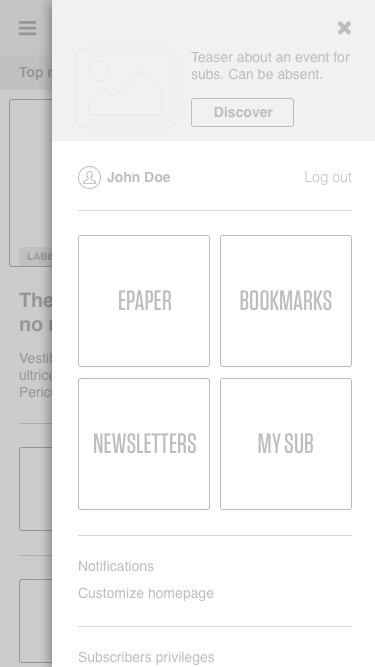 Teaser about an event for
subs. Can be absent.
Discover
Top
John Doe
Log out
LABE
EPAPER
BOOKMARKS
The
no
Vestib
ultrice
Peric
NEWSLETTERS
MY SUB
Notifications
Customize homepage
Subscribers privileges